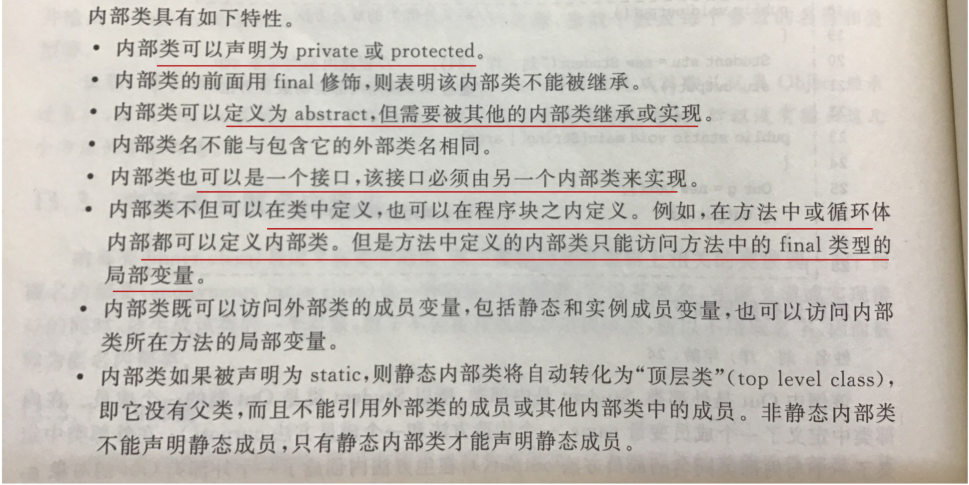 内部类具有如下特性。
• 内部类可以声明为 private 或 protected。
• 内部类的前面用 final 修饰,则表明该内部类不能被继承。
• 内部类可以定义为 abstract,但需要被其他的内部类继承或实现。
• 内部类名不能与包含它的外部类名相同。
• 内部类也可以是一个接口,该接口必须由另一个内部类来实现。
• 内部类不但可以在类中定义,也可以在程序块之内定义。例如,在方法中或循环体
内部都可以定义内部类。但是方法中定义的内部类只能访问方法中的 final 类型的
局部变量。
• 内部类既可以访问外部类的成员变量,包括静态和实例成员变量,也可以访问内部
类所在方法的局部变量。
• 内部类如果被声明为 static,则静态内部类将自动转化为“顶层类”(top level class),
即它没有父类,而且不能引用外部类的成员或其他内部类中的成员。非静态内部类
不能声明静态成员,只有静态内部类才能声明静态成员。